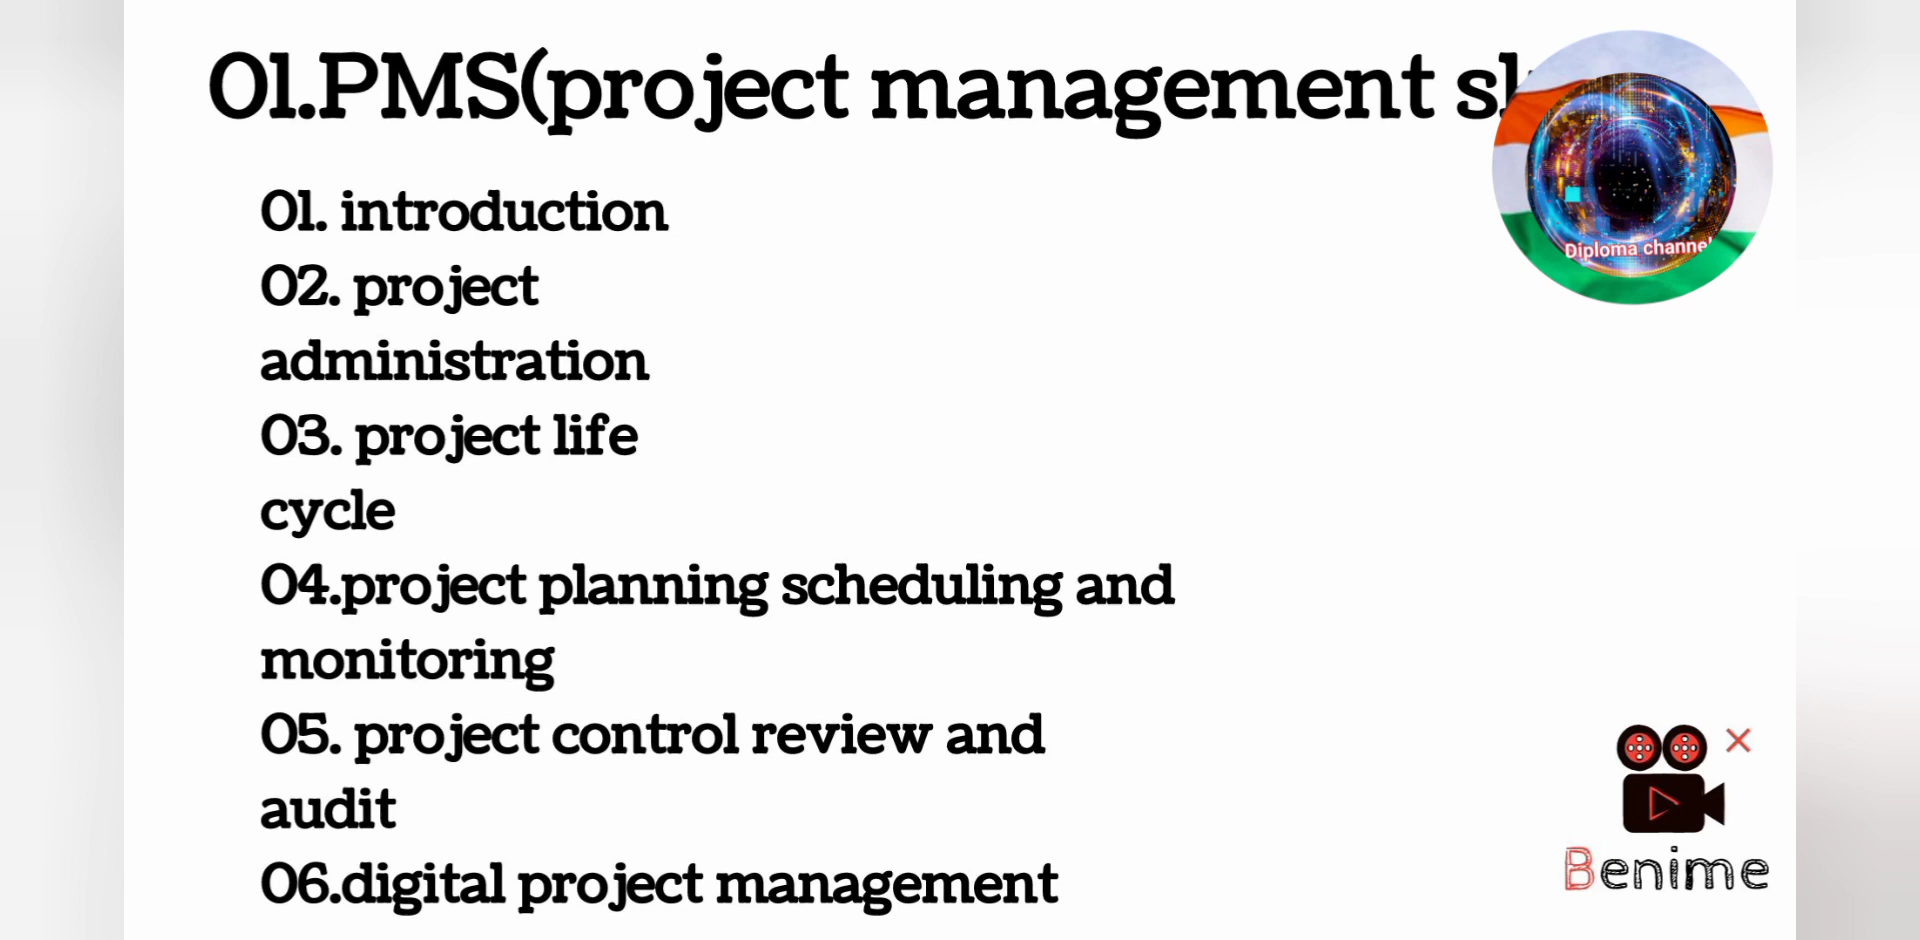 01.PMS(project management
01. introduction
02. project
administration
03. project life
cycle
04.project planning scheduling and
monitoring
05. project control review and
audit
06.digital project management
Diploma channel
Benime